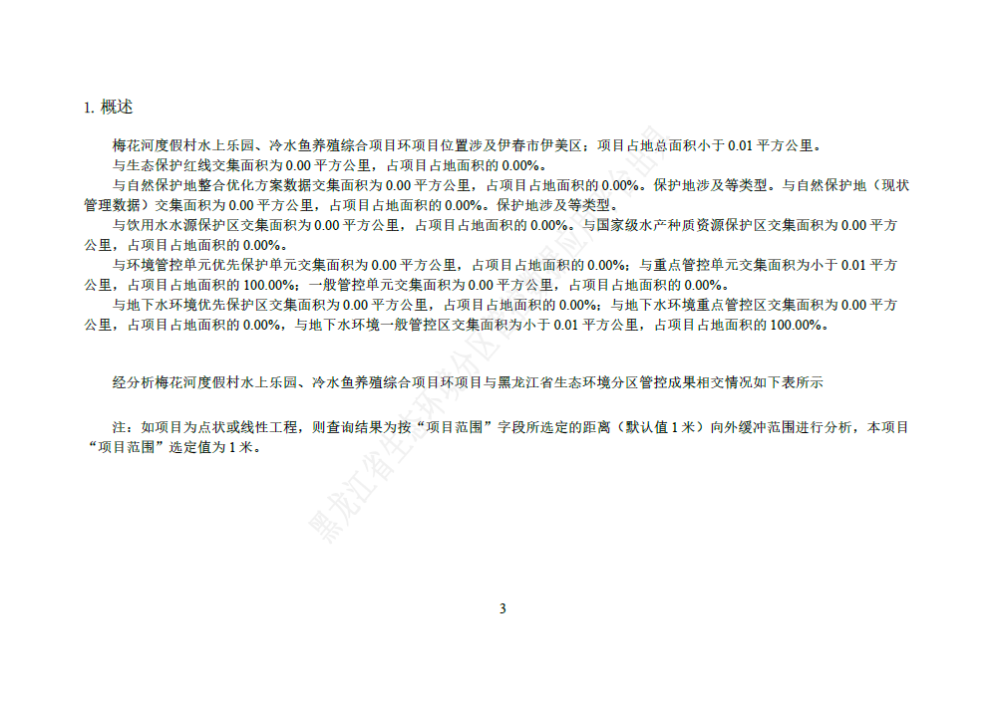 1. 概述
梅花河度假村水上乐园、冷水鱼养殖综合项目环项目位置涉及伊春市伊美区；项目占地总面积小于 0.01 平方公里。
与生态保护红线交集面积为 0.00 平方公里，占项目占地面积的 0.00%。
与自然保护地整合优化方案数据交集面积为 0.00 平方公里，占项目占地面积的 0.00%。保护地涉及等类型。与自然保护地（现状
管理数据）交集面积为 0.00 平方公里，占项目占地面积的 0.00%。保护地涉及等类型。
与饮用水水源保护区交集面积为 0.00 平方公里，占项目占地面积的 0.00%。与国家级水产种质资源保护区交集面积为 0.00 平方
公里，占项目占地面积的 0.00%。
与环境管控单元优先保护单元交集面积为 0.00 平方公里，占项目占地面积的 0.00%；与重点管控单元交集面积为小于 0.01 平方
公里，占项目占地面积的 100.00%；一般管控单元交集面积为 0.00 平方公里，占项目占地面积的 0.00%。
与地下水环境优先保护区交集面积为 0.00 平方公里，占项目占地面积的 0.00%；与地下水环境重点管控区交集面积为 0.00 平方
公里，占项目占地面积的 0.00%，与地下水环境一般管控区交集面积为小于 0.01 平方公里，占项目占地面积的 100.00%。
经分析梅花河度假村水上乐园、冷水鱼养殖综合项目环项目与黑龙江省生态环境分区管控成果相交情况如下表所示
注：如项目为点状或线性工程，则查询结果为按“项目范围”字段所选定的距离（默认值 1 米）向外缓冲范围进行分析，本项目
“项目范围”选定值为 1 米。
黑龙江省生态环境分区
3